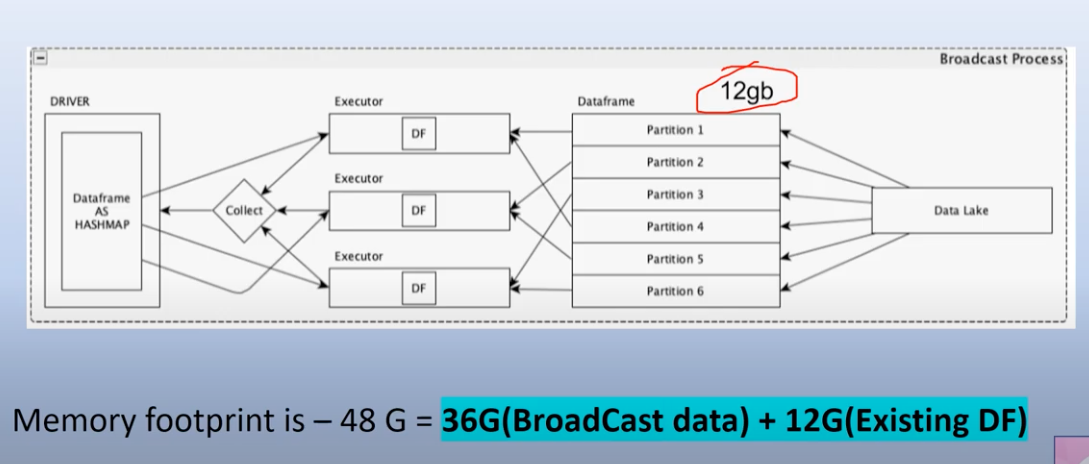 Broadcast Process
12gb
DRIVER
Executor
Dataframe
DF
Partition 1
Partition 2
Executor
Partition 3
Dataframe
AS
HASHMAP
Collect
DF
Partition 4
Data Lake
Executor
Partition 5
DF
Partition 6
Memory footprint is – 48 G = 36G(BroadCast data) + 12G(Existing DF)